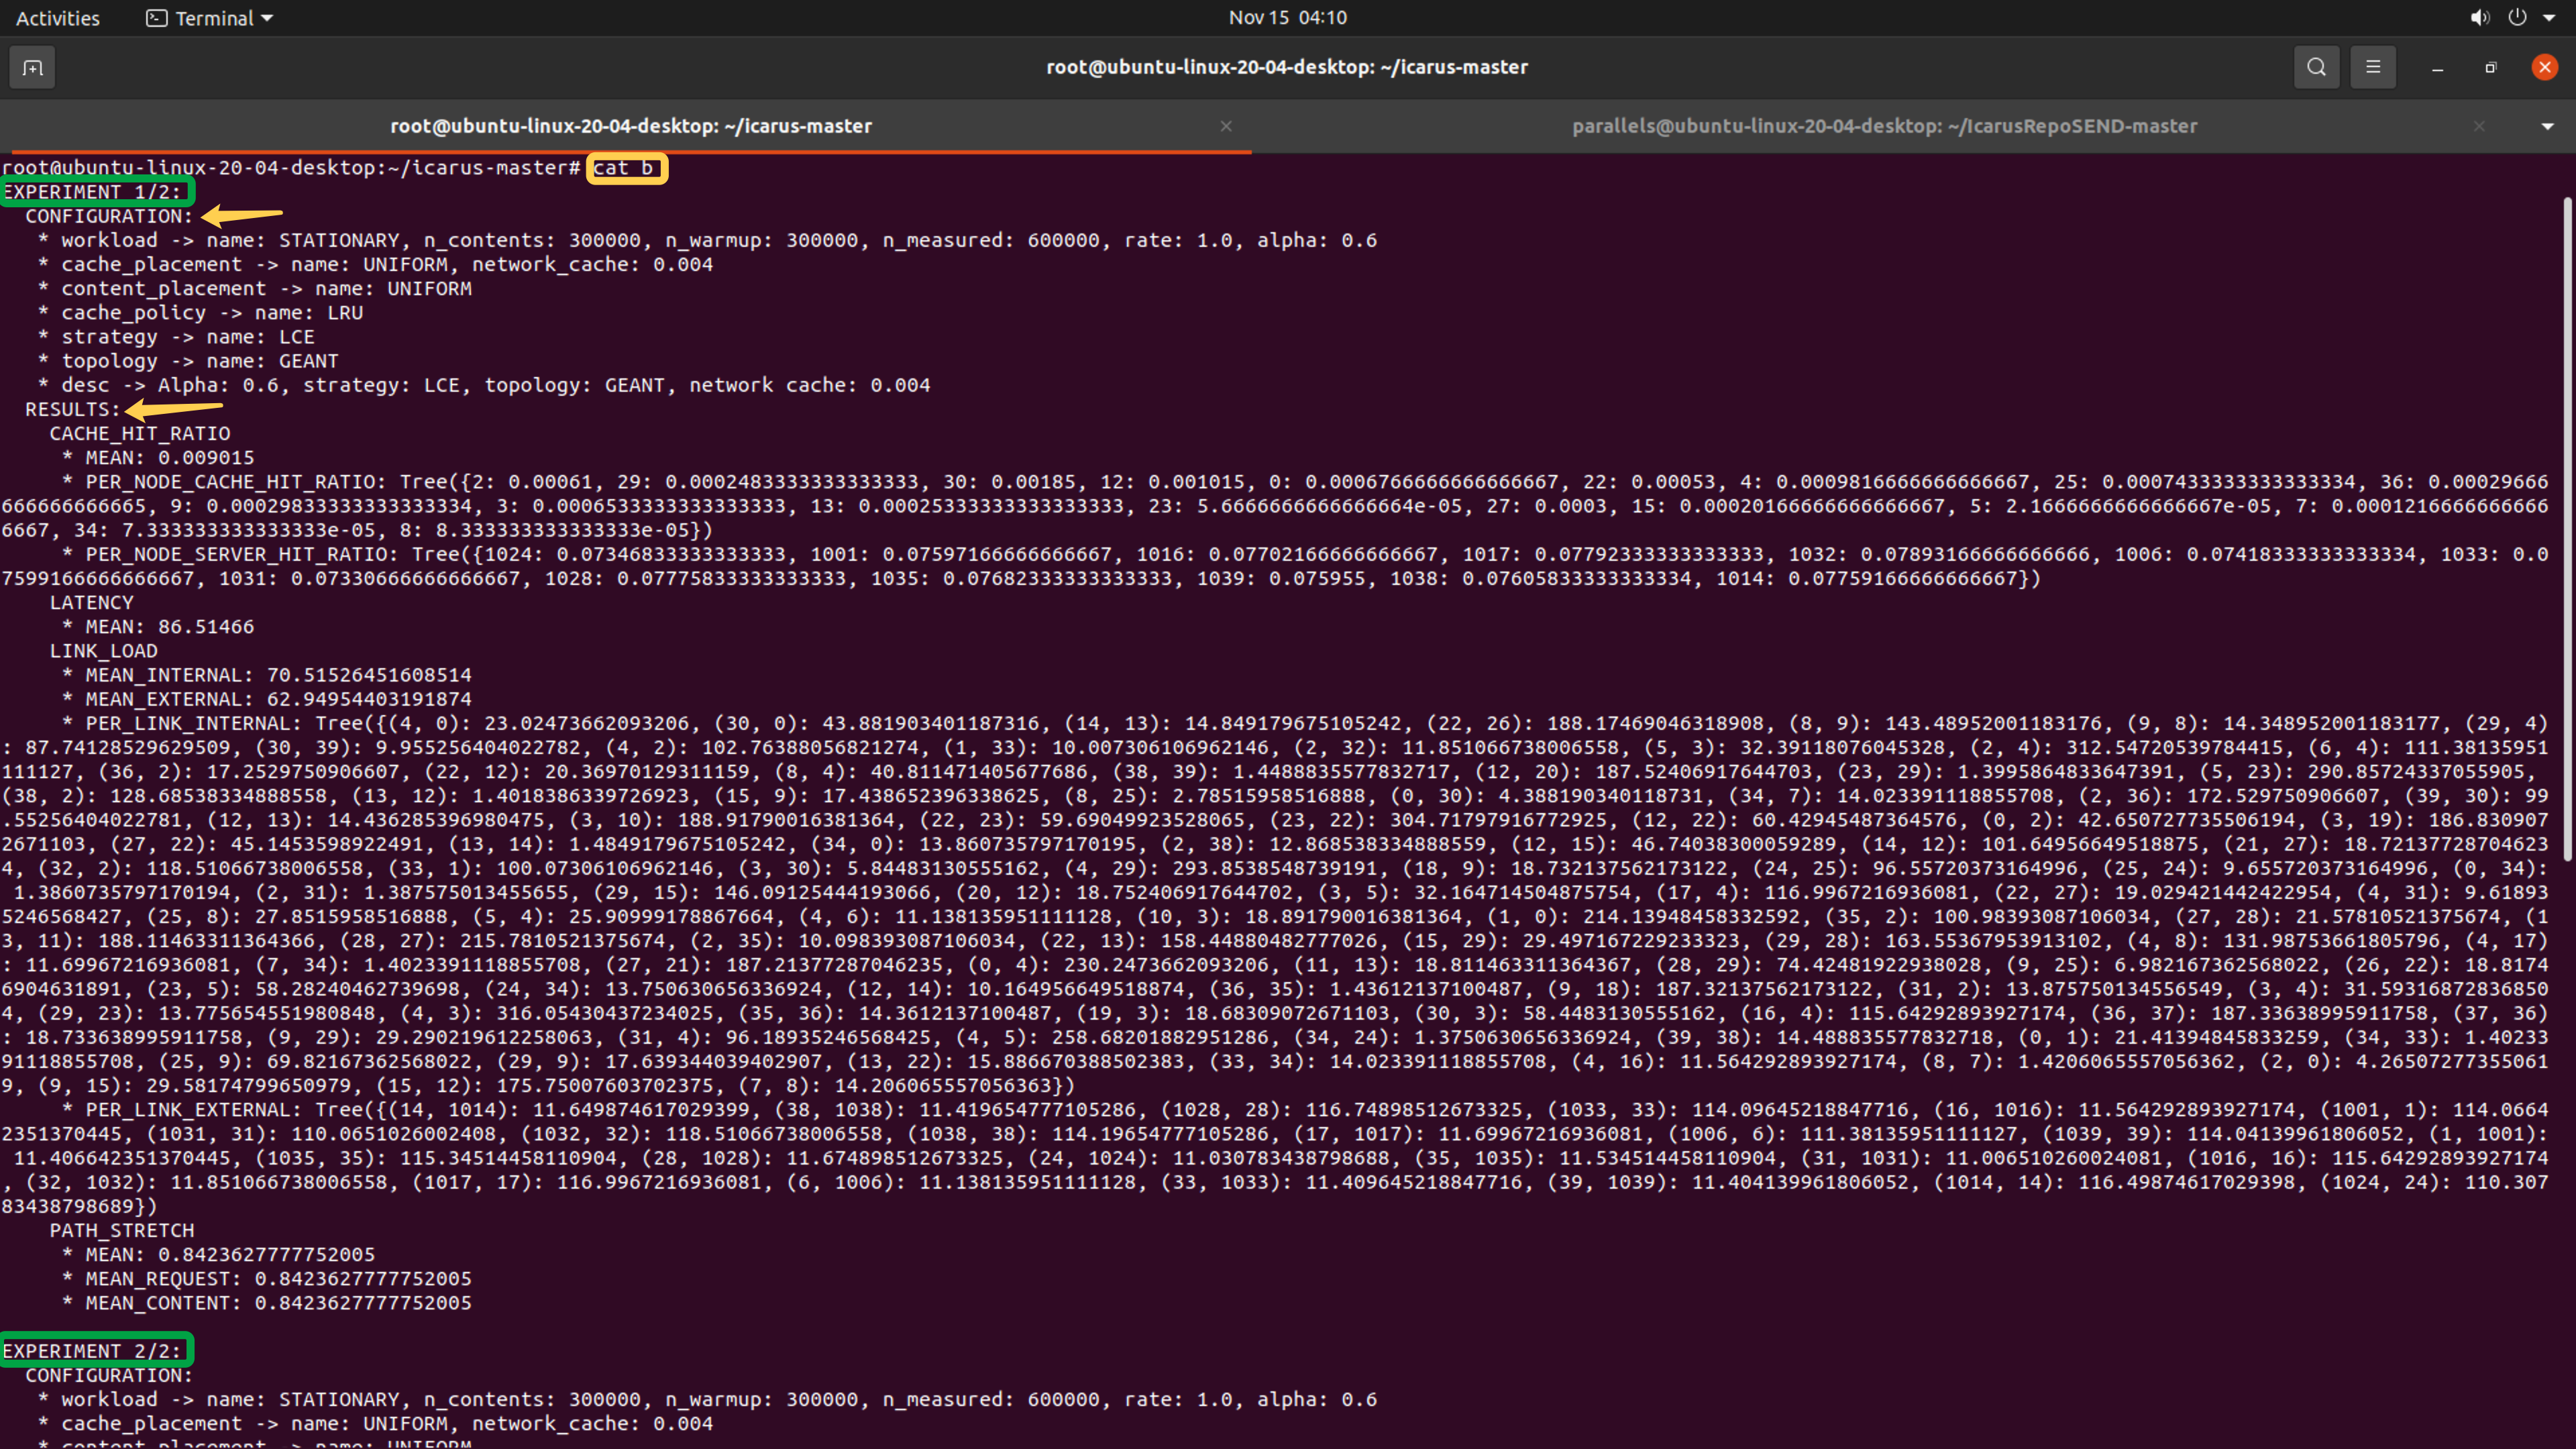 Activities
Terminal
Nov 15 04:10
root@ubuntu-linux-20-04-desktop: ~/icarus-master
root@ubuntu-linux-20-04-desktop: ~/icarus-master
parallels@ubuntu-linux-20-04-desktop: ~/IcarusRepoSEND-master
root@ubuntu-linux-20-04-desktop:~/icarus-master# cat b
EXPERIMENT 1/2:
CONFIGURATION:
* workload -> name: STATIONARY, n_contents: 300000, n_warmup: 300000, n_measured: 600000, rate: 1.0, alpha: 0.6
* cache_placement -> name: UNIFORM, network_cache: 0.004
* content_placement -> name: UNIFORM
* cache_policy -> name: LRU
* strategy -> name: LCE
* topology -> name: GEANT
* desc -> Alpha: 0.6, strategy: LCE, topology: GEANT, network cache: 0.004
RESULTS:
CACHE_HIT_RATIO
* MEAN: 0.009015
* PER_NODE_CACHE_HIT_RATIO: Tree({2: 0.00061, 29: 0.0002483333333333333, 30: 0.00185, 12: 0.001015, 0: 0.0006766666666666667, 22: 0.00053, 4: 0.0009816666666666667, 25: 0.0007433333333333334, 36: 0.00029666
666666666665, 9: 0.00029833333333333334, 3: 0.0006533333333333333, 13: 0.00025333333333333333, 23: 5.6666666666666664e-05, 27: 0.0003, 15: 0.00020166666666666667, 5: 2.1666666666666667e-05, 7: 0.0001216666666666
6667, 34: 7.333333333333333e-05, 8: 8.333333333333333e-05})
* PER_NODE_SERVER_HIT_RATIO: Tree({1024: 0.07346833333333333, 1001: 0.07597166666666667, 1016: 0.07702166666666667, 1017: 0.07792333333333333, 1032: 0.07893166666666666, 1006: 0.07418333333333334, 1033: 0.0
7599166666666667, 1031: 0.07330666666666667, 1028: 0.07775833333333333, 1035: 0.07682333333333333, 1039: 0.075955, 1038: 0.07605833333333334, 1014: 0.07759166666666667})
LATENCY
* MEAN: 86.51466
LINK_LOAD
* MEAN_INTERNAL: 70.51526451608514
* MEAN_EXTERNAL: 62.94954403191874
* PER_LINK_INTERNAL: Tree({(4, 0): 23.02473662093206, (30, 0): 43.881903401187316, (14, 13): 14.849179675105242, (22, 26): 188.17469046318908, (8, 9): 143.48952001183176, (9, 8): 14.348952001183177, (29, 4)
: 87.74128529629509, (30, 39): 9.955256404022782, (4, 2): 102.76388056821274, (1, 33): 10.007306106962146, (2, 32): 11.851066738006558, (5, 3): 32.39118076045328, (2, 4): 312.54720539784415, (6, 4): 111.38135951
111127, (36, 2): 17.2529750906607, (22, 12): 20.36970129311159, (8, 4): 40.811471405677686, (38, 39): 1.4488835577832717, (12, 20): 187.52406917644703, (23, 29): 1.3995864833647391, (5, 23): 290.85724337055905,
(38, 2): 128.68538334888558, (13, 12): 1.4018386339726923, (15, 9): 17.438652396338625, (8, 25): 2.78515958516888, (0, 30): 4.388190340118731, (34, 7): 14.023391118855708, (2, 36): 172.529750906607, (39, 30): 99
.55256404022781, (12, 13): 14.436285396980475, (3, 10): 188.91790016381364, (22, 23): 59.69049923528065, (23, 22): 304.71797916772925, (12, 22): 60.42945487364576, (0, 2): 42.650727735506194, (3, 19): 186.830907
2671103, (27, 22): 45.1453598922491, (13, 14): 1.4849179675105242, (34, 0): 13.860735797170195, (2, 38): 12.868538334888559, (12, 15): 46.74038300059289, (14, 12): 101.64956649518875, (21, 27): 18.72137728704623
4, (32, 2): 118.51066738006558, (33, 1): 100.07306106962146, (3, 30): 5.84483130555162, (4, 29): 293.8538548739191, (18, 9): 18.732137562173122, (24, 25): 96.55720373164996, (25, 24): 9.655720373164996, (0, 34):
1.3860735797170194, (2, 31): 1.387575013455655, (29, 15): 146.09125444193066, (20, 12): 18.752406917644702, (3, 5): 32.164714504875754, (17, 4): 116.9967216936081, (22, 27): 19.029421442422954, (4, 31): 9.61893
5246568427, (25, 8): 27.8515958516888, (5, 4): 25.90999178867664, (4, 6): 11.138135951111128, (10, 3): 18.891790016381364, (1, 0): 214.13948458332592, (35, 2): 100.98393087106034, (27, 28): 21.57810521375674, (1
3, 11): 188.11463311364366, (28, 27): 215.7810521375674, (2, 35): 10.098393087106034, (22, 13): 158.44880482777026, (15, 29): 29.497167229233323, (29, 28): 163.55367953913102, (4, 8): 131.98753661805796, (4, 17)
: 11.69967216936081, (7, 34): 1.4023391118855708, (27, 21): 187.21377287046235, (0, 4): 230.2473662093206, (11, 13): 18.811463311364367, (28, 29): 74.42481922938028, (9, 25): 6.982167362568022, (26, 22): 18.8174
6904631891, (23, 5): 58.28240462739698, (24, 34): 13.750630656336924, (12, 14): 10.164956649518874, (36, 35): 1.43612137100487, (9, 18): 187.32137562173122, (31, 2): 13.875750134556549, (3, 4): 31.59316872836850
4, (29, 23): 13.775654551980848, (4, 3): 316.05430437234025, (35, 36): 14.3612137100487, (19, 3): 18.68309072671103, (30, 3): 58.4483130555162, (16, 4): 115.64292893927174, (36, 37): 187.33638995911758, (37, 36)
: 18.733638995911758, (9, 29): 29.290219612258063, (31, 4): 96.18935246568425, (4, 5): 258.68201882951286, (34, 24): 1.3750630656336924, (39, 38): 14.488835577832718, (0, 1): 21.41394845833259, (34, 33): 1.40233
91118855708, (25, 9): 69.82167362568022, (29, 9): 17.639344039402907, (13, 22): 15.886670388502383, (33, 34): 14.023391118855708, (4, 16): 11.564292893927174, (8, 7): 1.4206065557056362, (2, 0): 4.26507277355061
9, (9, 15): 29.58174799650979, (15, 12): 175.75007603702375, (7, 8): 14.206065557056363})
* PER_LINK_EXTERNAL: Tree({(14, 1014): 11.649874617029399, (38, 1038): 11.419654777105286, (1028, 28): 116.74898512673325, (1033, 33): 114.09645218847716, (16, 1016): 11.564292893927174, (1001, 1): 114.0664
2351370445, (1031, 31): 110.0651026002408, (1032, 32): 118.51066738006558, (1038, 38): 114.19654777105286, (17, 1017): 11.69967216936081, (1006, 6): 111.38135951111127, (1039, 39): 114.04139961806052, (1, 1001):
11.406642351370445, (1035, 35): 115.34514458110904, (28, 1028): 11.674898512673325, (24, 1024): 11.030783438798688, (35, 1035): 11.534514458110904, (31, 1031): 11.006510260024081, (1016, 16): 115.64292893927174
, (32, 1032): 11.851066738006558, (1017, 17): 116.9967216936081, (6, 1006): 11.138135951111128, (33, 1033): 11.409645218847716, (39, 1039): 11.404139961806052, (1014, 14): 116.49874617029398, (1024, 24): 110.307
83438798689})
PATH_STRETCH
* MEAN: 0.8423627777752005
* MEAN_REQUEST: 0.8423627777752005
* MEAN_CONTENT: 0.8423627777752005
EXPERIMENT 2/2:
CONFIGURATION:
* workload -> name: STATIONARY, n_contents: 300000, n_warmup: 300000, n_measured: 600000, rate: 1.0, alpha: 0.6
* cache_placement -> name: UNIFORM, network_cache: 0.004
* content_placement -> name: UNIFORM